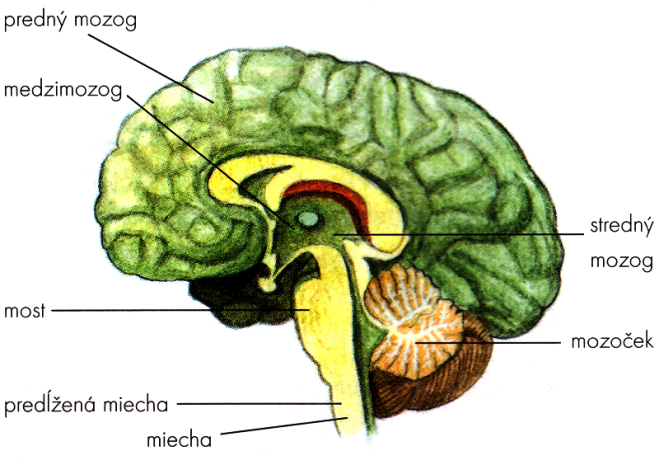 predný mozog
medzimozog
stredný
mozog
most
mozoček
predĺžená miecha
miecha